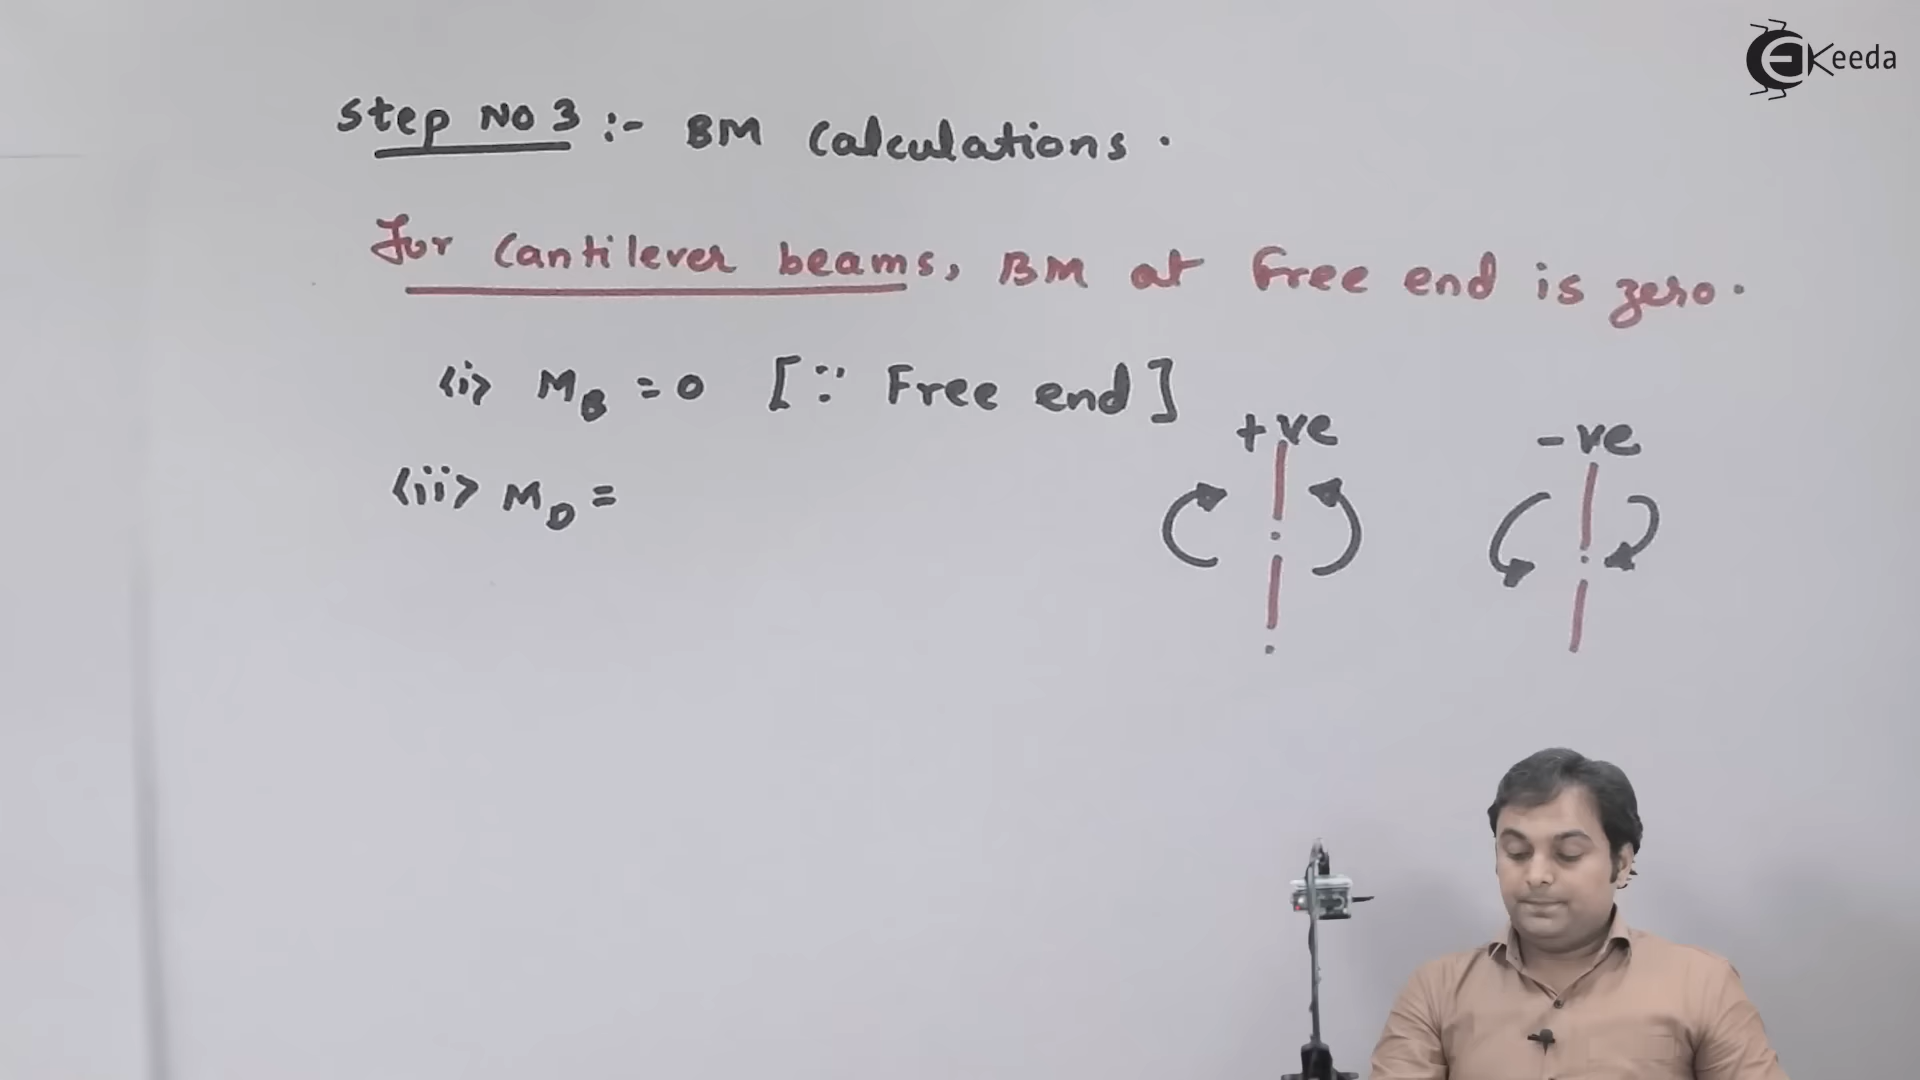 EKeeda
Step No 3 :- BM Calculations.
For Cantilever beams, BM at Free end is zero.
<i> MB = 0 [∵ Free end]
+ve -ve
<ii> MD =